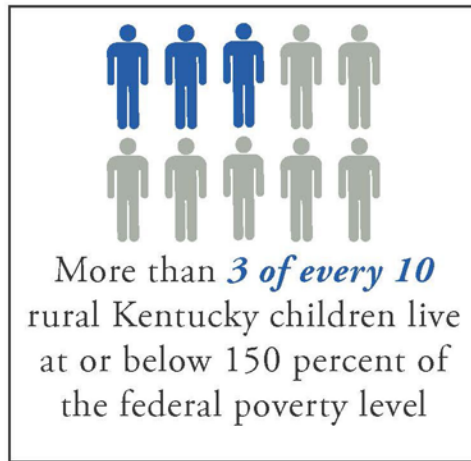 More than 3 of every 10
rural Kentucky children live
at or below 150 percent of
the federal poverty level